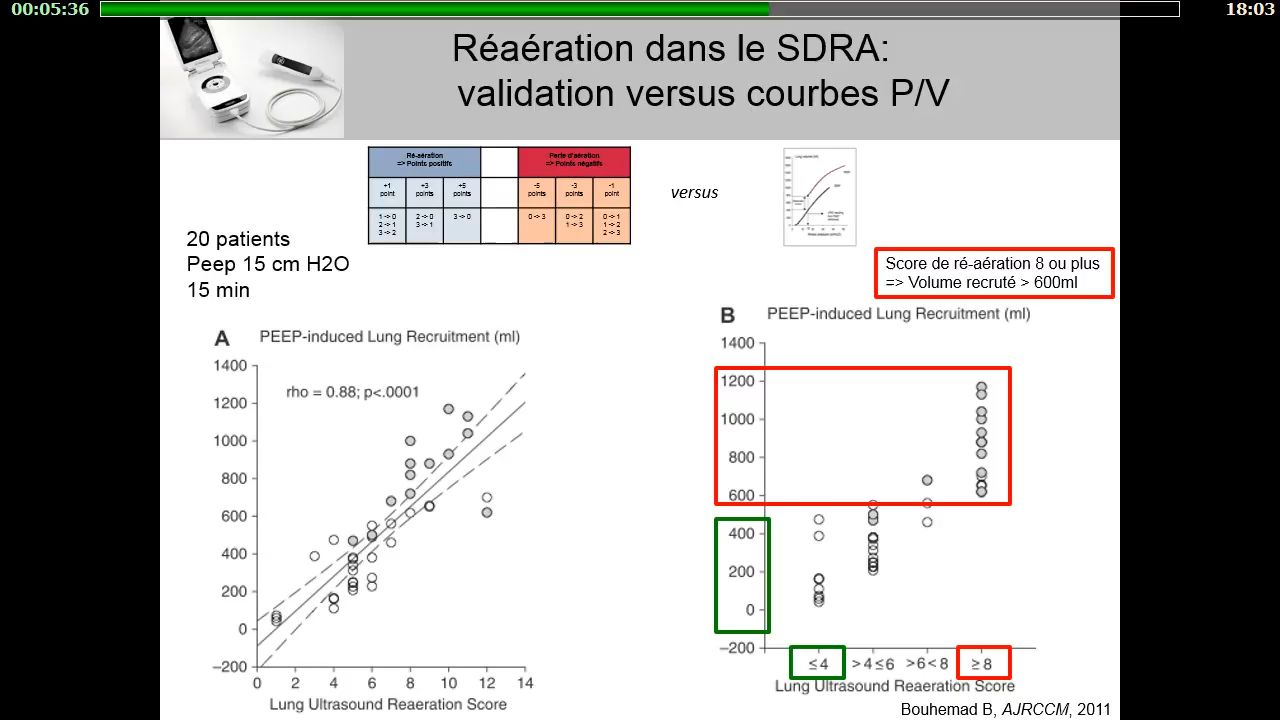 00:05:36
18:03
Réaération dans le SDRA:
validation versus courbes P/V
Ré-aération
=> Points positifs
Perte d'aération
=> Points négatifs
+1 point
+3 points
+5 points
-5 points
-3 points
-1 point
1 -> 0
2 -> 1
3 -> 2
2 -> 0
3 -> 1
3 -> 0
0 -> 3
0 -> 2
1 -> 3
0 -> 1
1 -> 2
2 -> 3
versus
Lung volume (ml)
20 patients
Peep 15 cm H2O
15 min
Score de ré-aération 8 ou plus
=> Volume recruté > 600ml
A
PEEP-induced Lung Recruitment (ml)
rho = 0.88; p<.0001
1400
1200
1000
800
600
400
200
0
−200
0 2 4 6 8 10 12 14
Lung Ultrasound Reaeration Score
B
PEEP-induced Lung Recruitment (ml)
1400
1200
1000
800
600
400
200
0
−200
≤ 4 > 4 ≤ 6 >6 < 8 ≥ 8
Lung Ultrasound Reaeration Score
Bouhemad B, AJRCCM, 2011